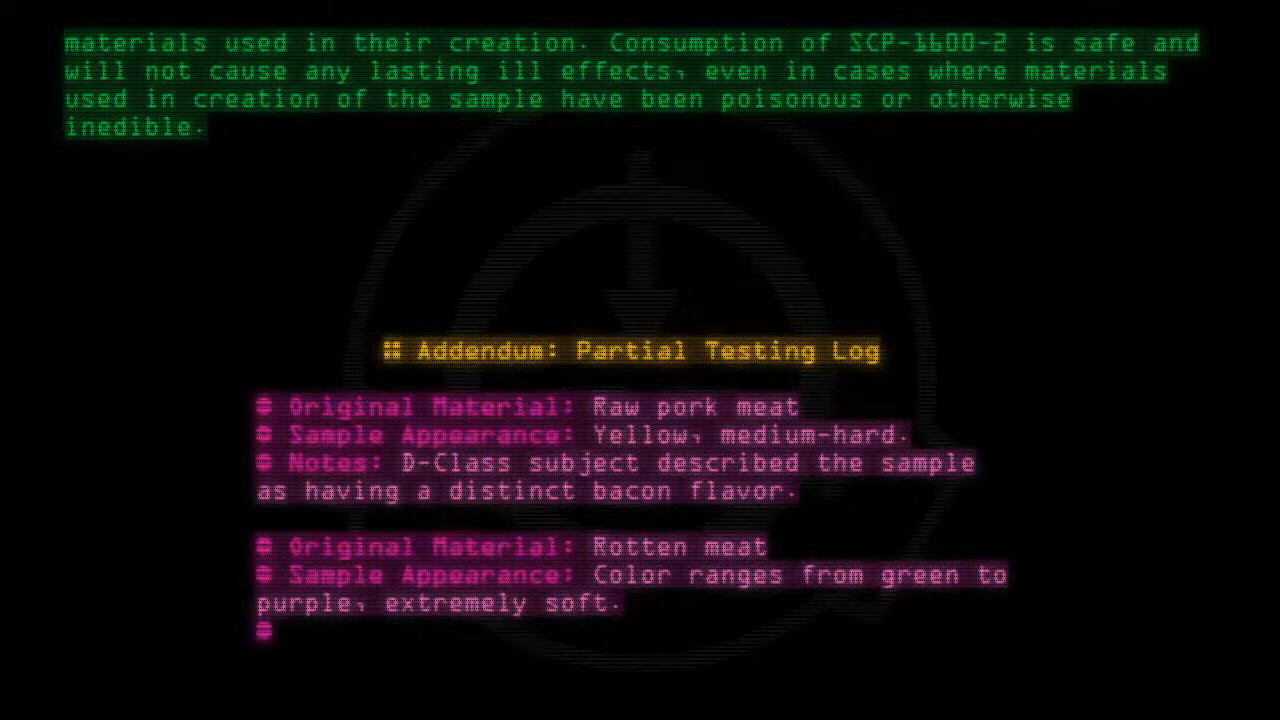 materials used in their creation. Consumption of SCP-1600-2 is safe and
will not cause any lasting ill effects, even in cases where materials
used in creation of the sample have been poisonous or otherwise
inedible.
⌗ Addendum: Partial Testing Log
● Original Material: Raw pork meat
● Sample Appearance: Yellow, medium-hard.
● Notes: D-Class subject described the sample
as having a distinct bacon flavor.
● Original Material: Rotten meat
● Sample Appearance: Color ranges from green to
purple, extremely soft.
●